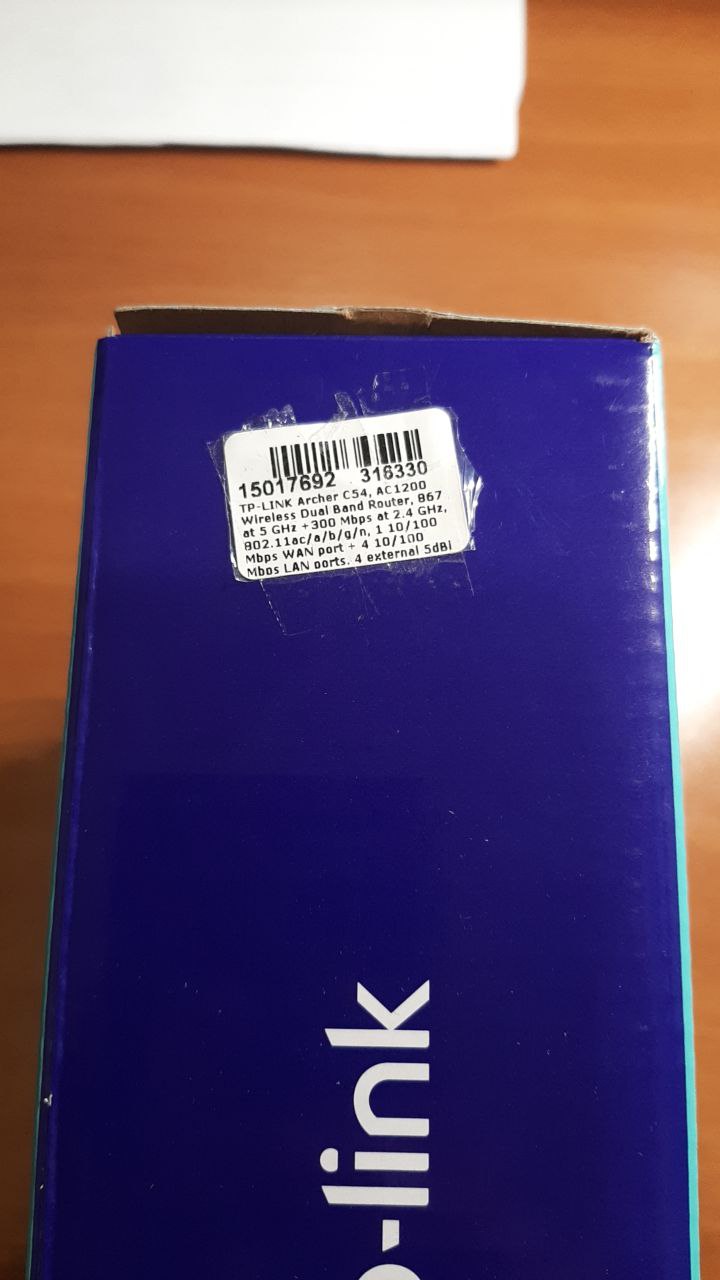 15017692 316330
TP-LINK Archer C54, AC1200
Wireless Dual Band Router, 867
at 5 GHz +300 Mbps at 2.4 GHz,
802.11ac/a/b/g/n, 1 10/100
Mbps WAN port + 4 10/100
Mbps LAN ports, 4 external 5dBi
p-link